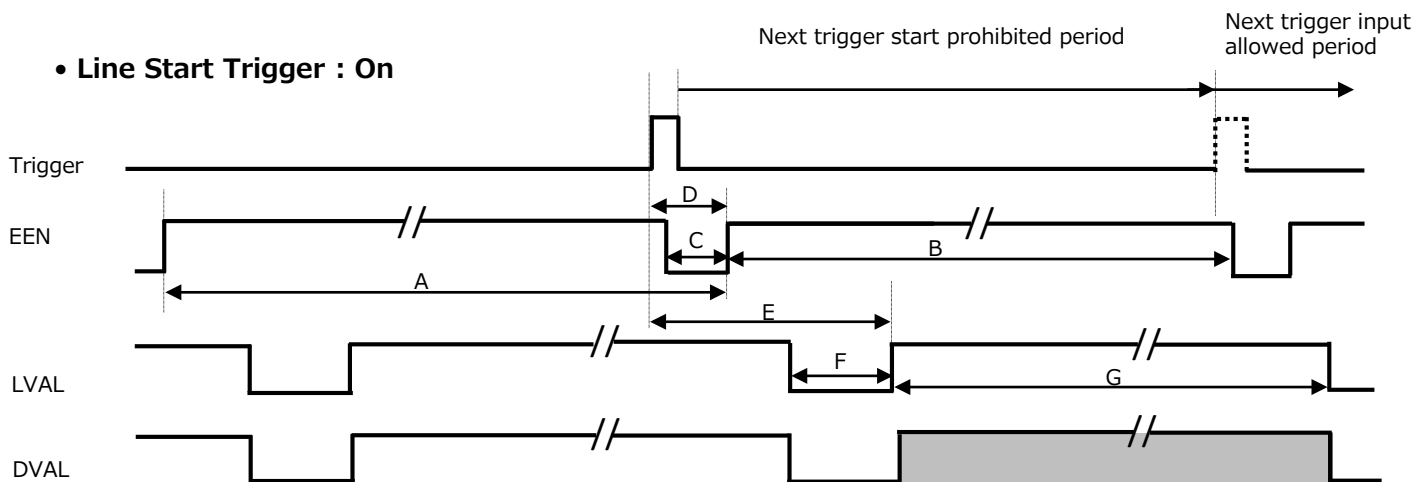 Next trigger start prohibited period
Next trigger input
allowed period
• Line Start Trigger : On
Trigger
D
EEN
C
B
A
E
F
LVAL
G
DVAL